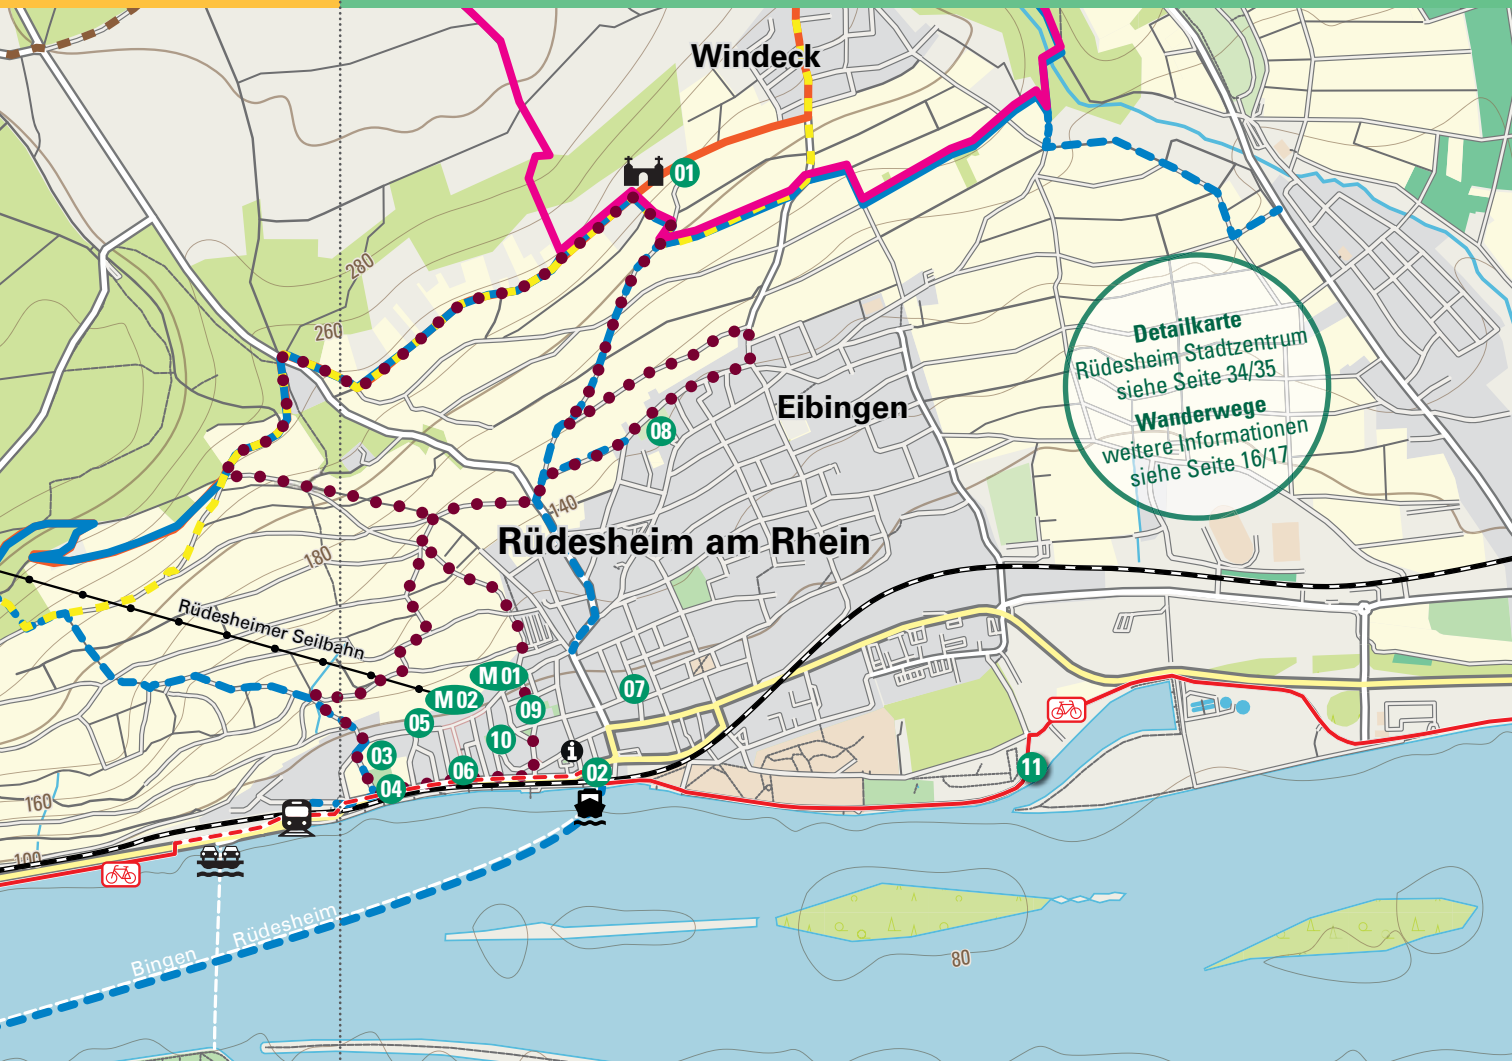 Windeck
01
280
260
Detailkarte
Rüdesheim Stadtzentrum
siehe Seite 34/35
Wanderwege
weitere Informationen
siehe Seite 16/17
Eibingen
08
140
Rüdesheim am Rhein
180
Rüdesheimer Seilbahn
M 01
M 02
07
09
05
10
i
03
06
02
04
11
160
100
Bingen
Rüdesheim
80